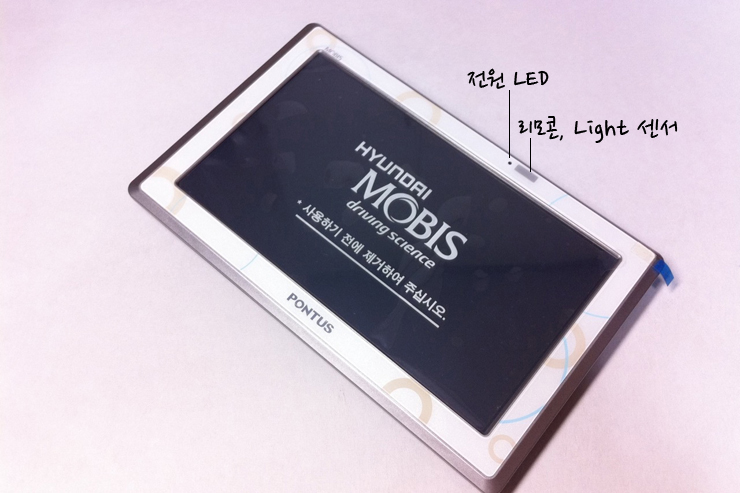 전원 LED
리모콘, Light 센서
HYUNDAI
MOBIS
driving science
* 사용하기 전에 제거하여 주십시오.
PONTUS